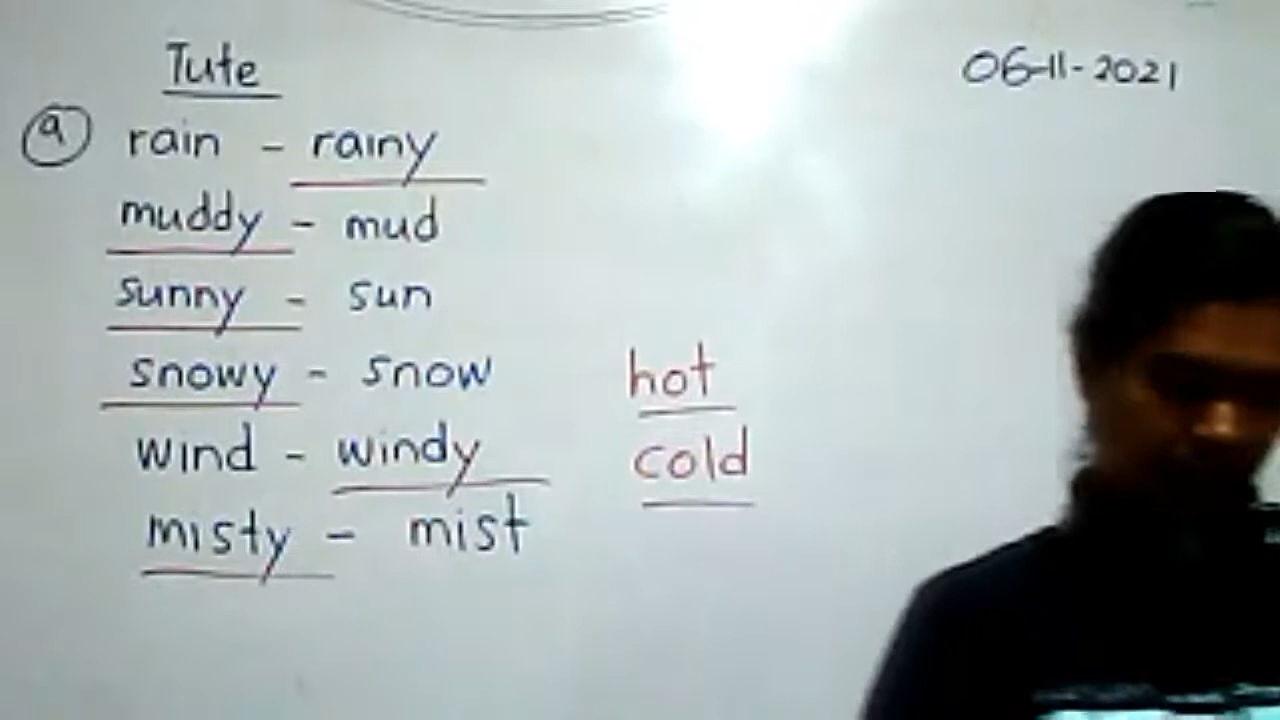 Tute
06-11-2021
a rain - rainy
muddy - mud
sunny - sun
snowy - snow
hot
wind - windy
cold
misty - mist